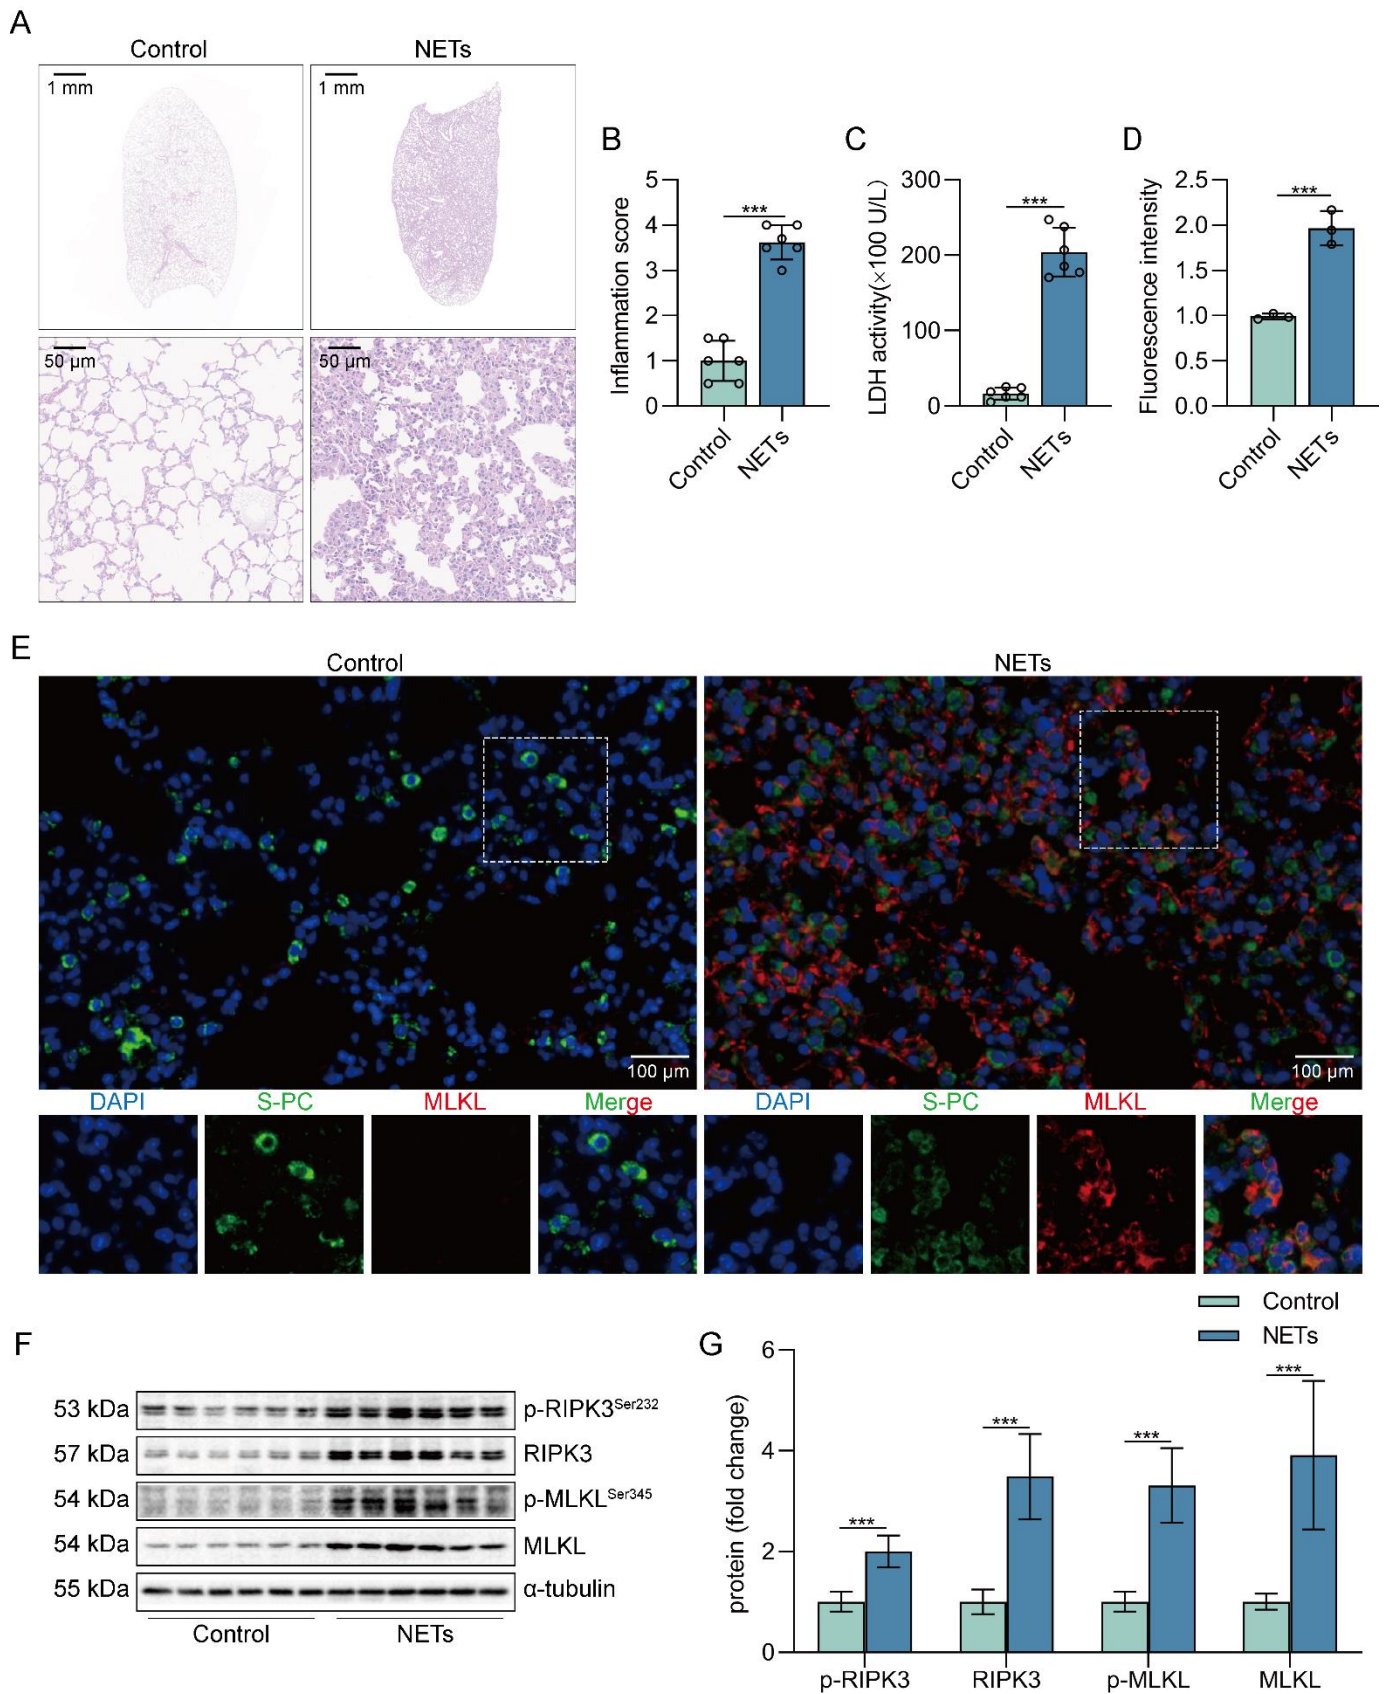 A
Control
NETs
1 mm
1 mm
50 μm
50 μm
B
Inflammation score
5
4
3
2
1
0
***
Control
NETs
C
LDH activity(×100 U/L)
300
200
100
0
***
Control
NETs
D
Fluorescence intensity
2.5
2.0
1.5
1.0
0.5
0.0
***
Control
NETs
E
Control
NETs
100 μm
100 μm
DAPI
S-PC
MLKL
Merge
DAPI
S-PC
MLKL
Merge
F
53 kDa p-RIPK3Ser232
57 kDa RIPK3
54 kDa p-MLKLSer345
54 kDa MLKL
55 kDa α-tubulin
Control
NETs
G
Control
NETs
protein (fold change)
6
4
2
0
***
***
***
***
p-RIPK3
RIPK3
p-MLKL
MLKL